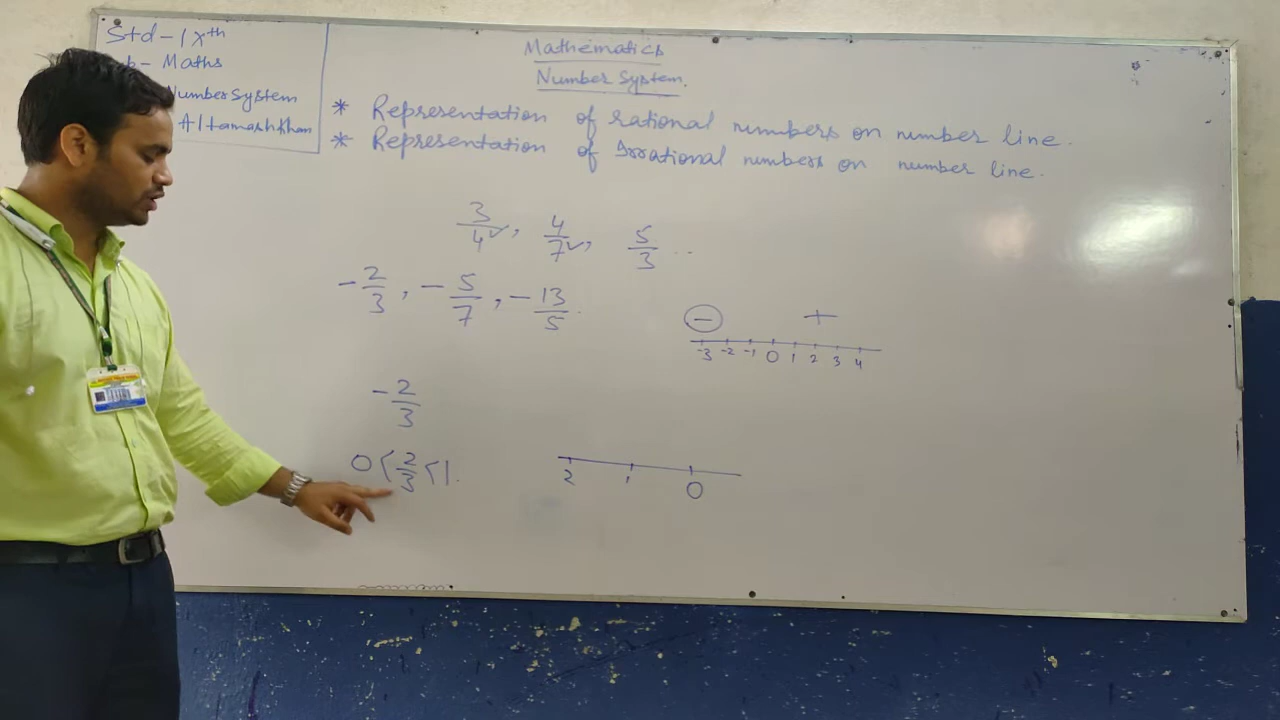 Std - IXth
Maths
Number System
Altamash Khan
Mathematics
Number System.
* Representation of rational numbers on number line.
* Representation of Irrational numbers on number line.
3/4, 4/7, 5/3 ..
-2/3, -5/7, -13/5.
- +
-3 -2 -1 0 1 2 3 4
-2/3
0 < 2/3 < 1.
2 1 0